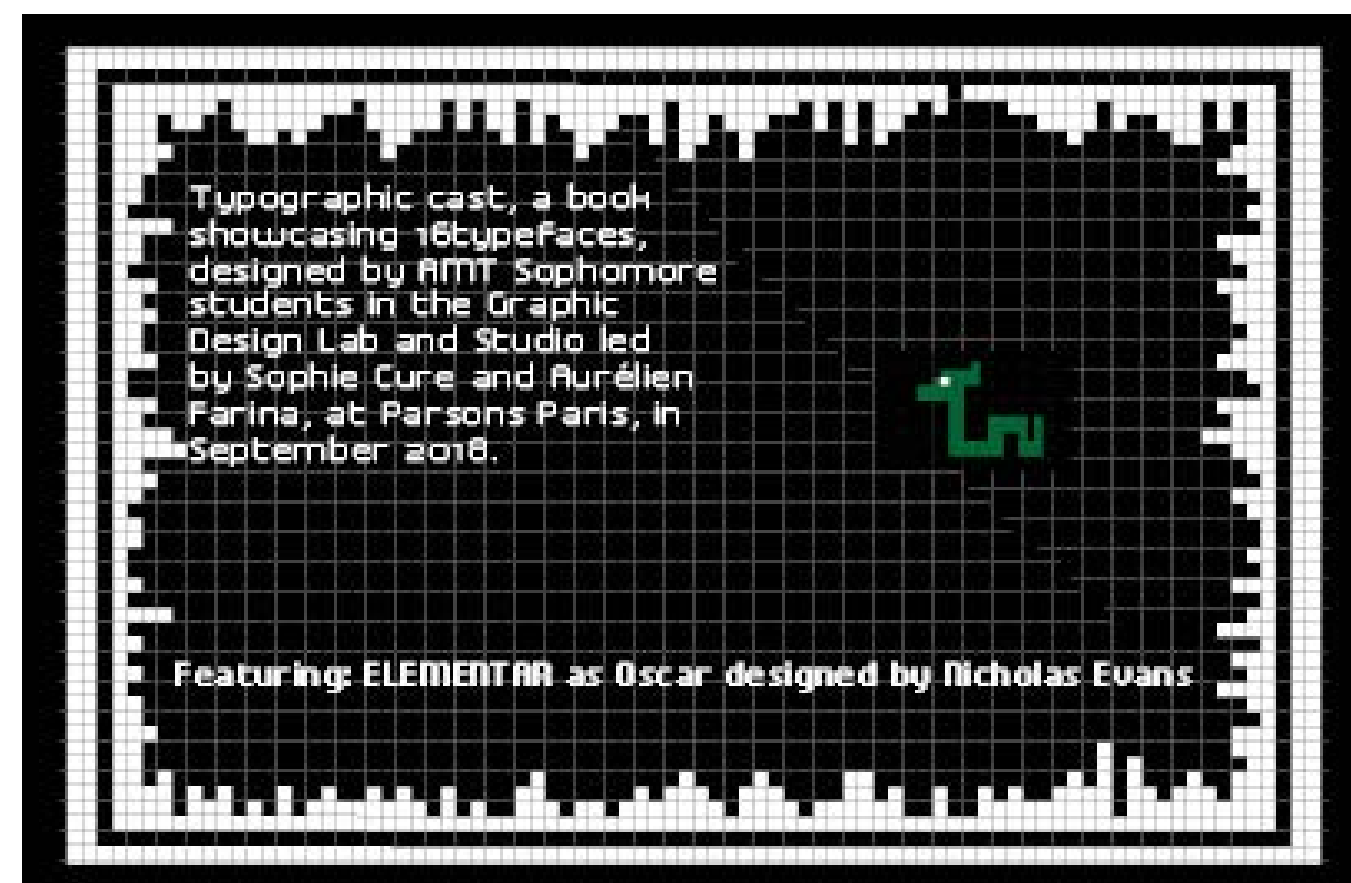 Typographic cast, a book
showcasing 16typefaces,
designed by AMT Sophomore
students in the Graphic
Design Lab and Studio led
by Sophie Cure and Aurélien
Farina, at Parsons Paris, in
September 2018.
Featuring: ELEMENTAR as Oscar designed by Nicholas Evans